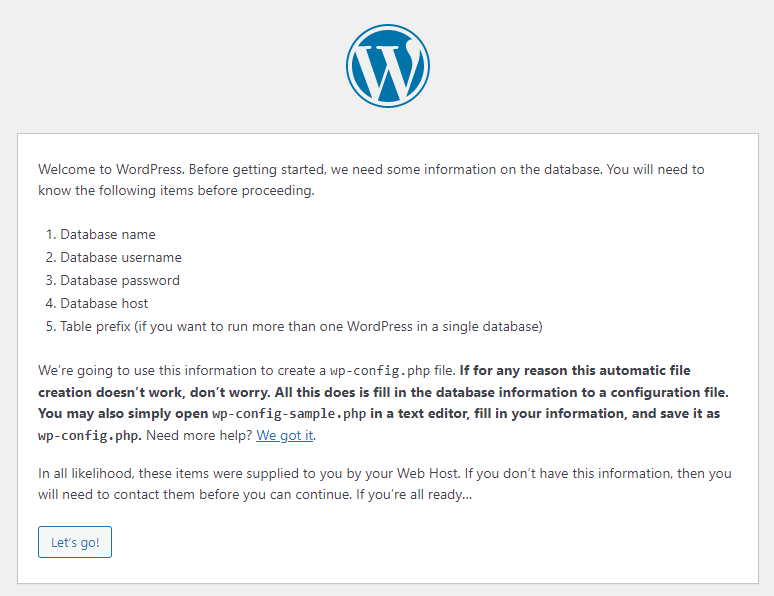 Welcome to WordPress. Before getting started, we need some information on the database. You will need to
know the following items before proceeding.
1. Database name
2. Database username
3. Database password
4. Database host
5. Table prefix (if you want to run more than one WordPress in a single database)
We’re going to use this information to create a wp-config.php file. If for any reason this automatic file
creation doesn’t work, don’t worry. All this does is fill in the database information to a configuration file.
You may also simply open wp-config-sample.php in a text editor, fill in your information, and save it as
wp-config.php. Need more help? We got it.
In all likelihood, these items were supplied to you by your Web Host. If you don’t have this information, then you
will need to contact them before you can continue. If you’re all ready…
Let’s go!